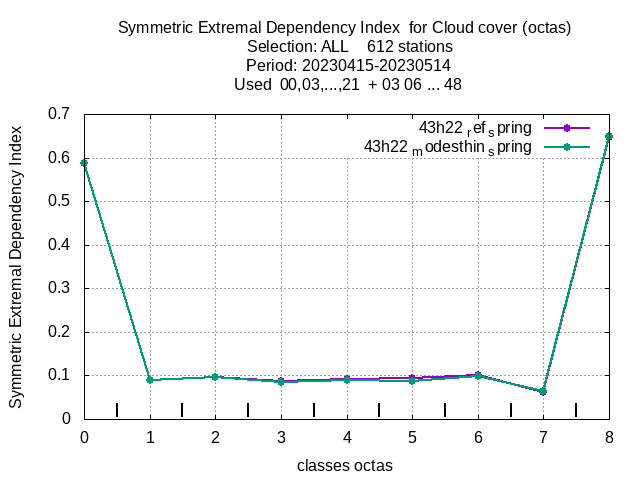 Symmetric Extremal Dependency Index  for Cloud cover (octas)
Selection: ALL    612 stations
Period: 20230415-20230514
Used  00,03,...,21  + 03 06 ... 48
Symmetric Extremal Dependency Index
0.7
0.6
0.5
0.4
0.3
0.2
0.1
0
43h22 ref spring
43h22 modesthin spring
0 1 2 3 4 5 6 7 8
classes octas